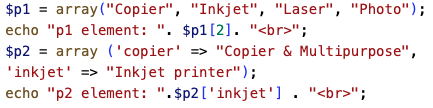 $p1 = array("Copier", "Inkjet", "Laser", "Photo");
echo "p1 element: ". $p1[2]. "<br>";
$p2 = array ('copier' => "Copier & Multipurpose",
'inkjet' => "Inkjet printer");
echo "p2 element: ".$p2['inkjet'] . "<br>";